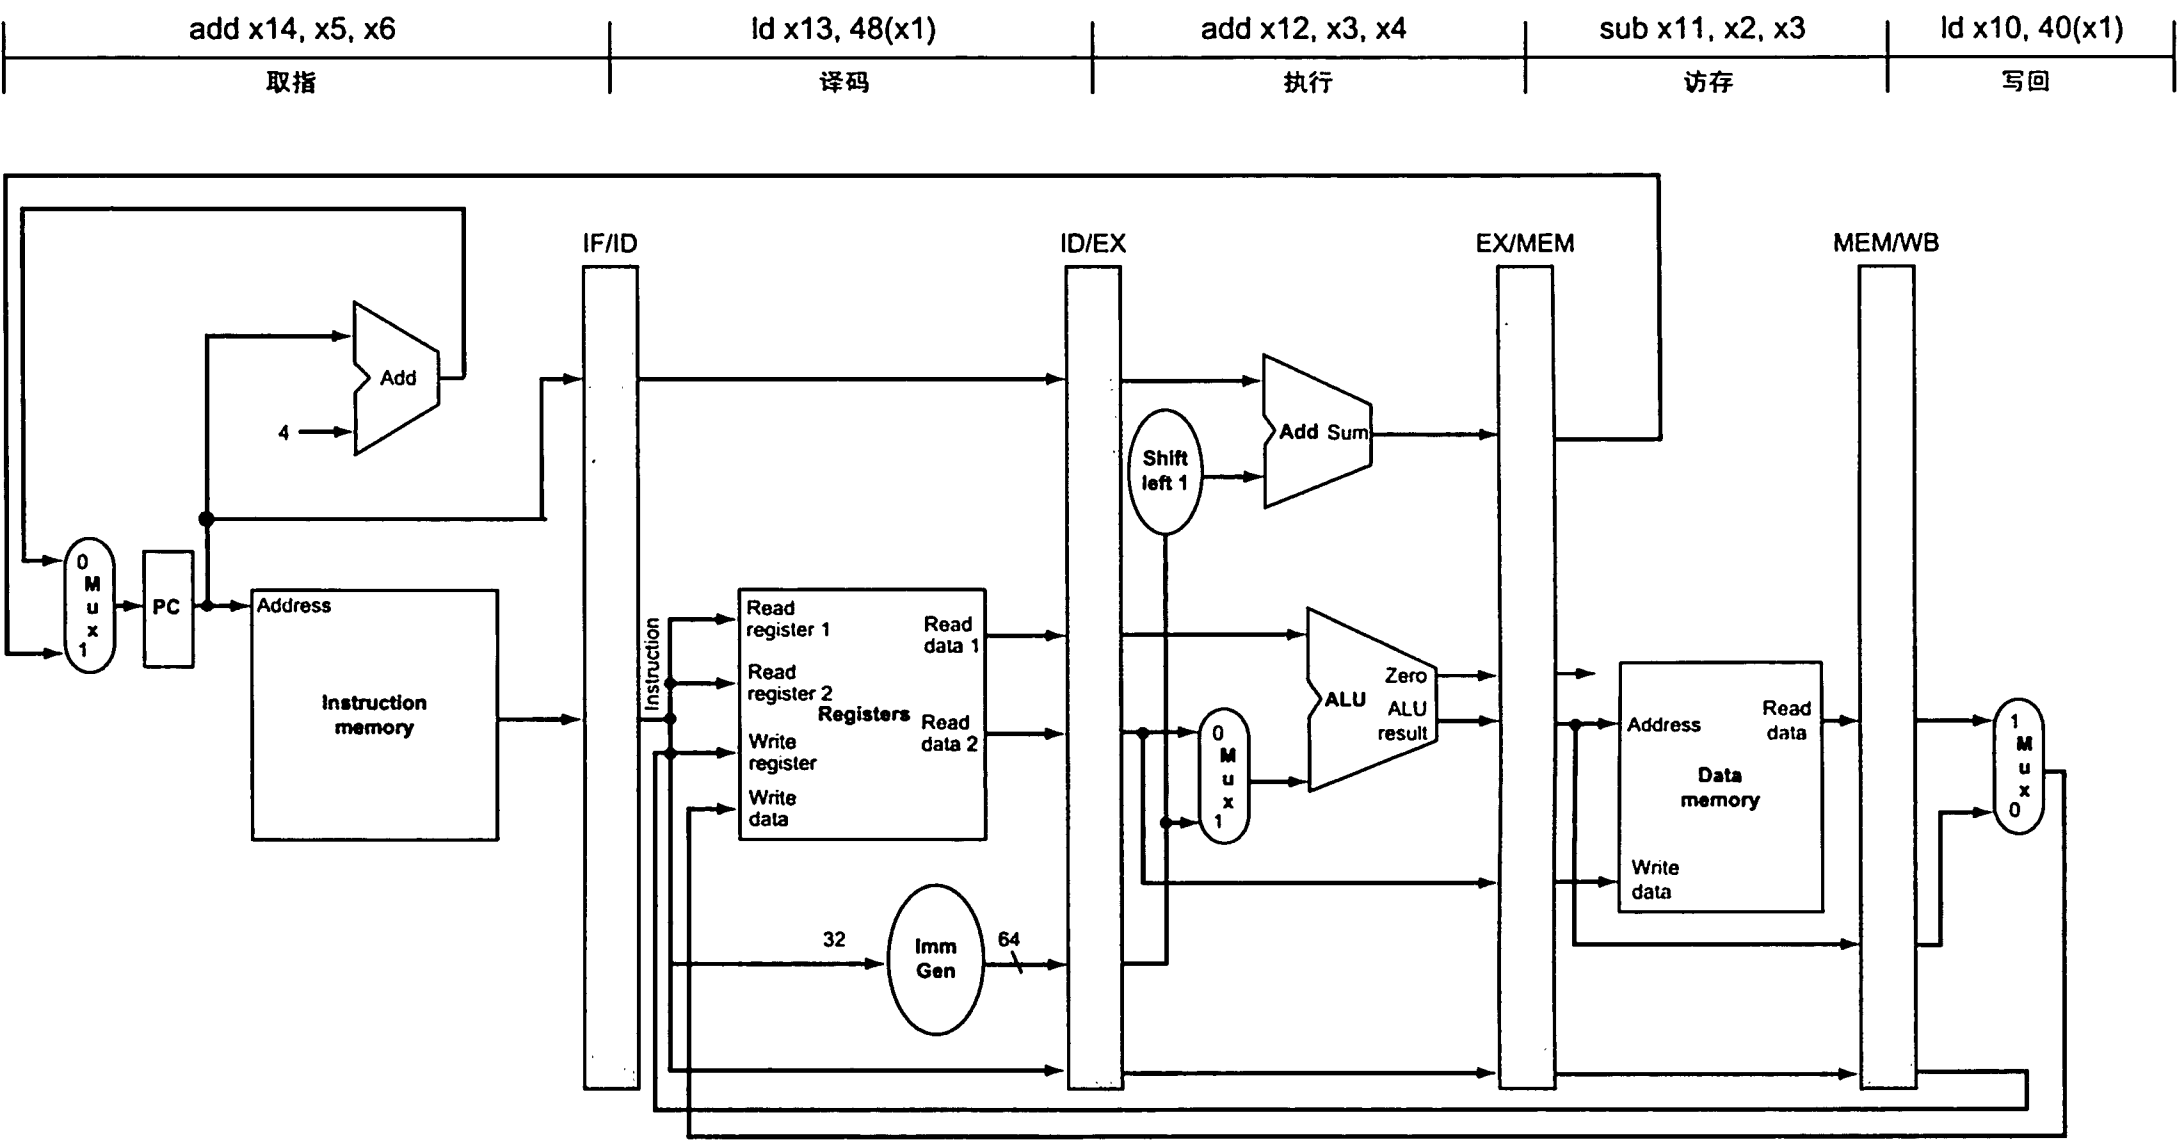 add x14, x5, x6
ld x13, 48(x1)
add x12, x3, x4
sub x11, x2, x3
ld x10, 40(x1)
取指
译码
执行
访存
写回
IF/ID
ID/EX
EX/MEM
MEM/WB
Add
4
Add Sum
Shift
left 1
0
M
u
x
1
PC
Address
Instruction
memory
Instruction
Read
register 1
Read
register 2
Registers
Write
register
Write
data
Read
data 1
Read
data 2
32
Imm
Gen
64
0
M
u
x
1
Zero
ALU
ALU
result
Address
Read
data
Data
memory
Write
data
1
M
u
x
0